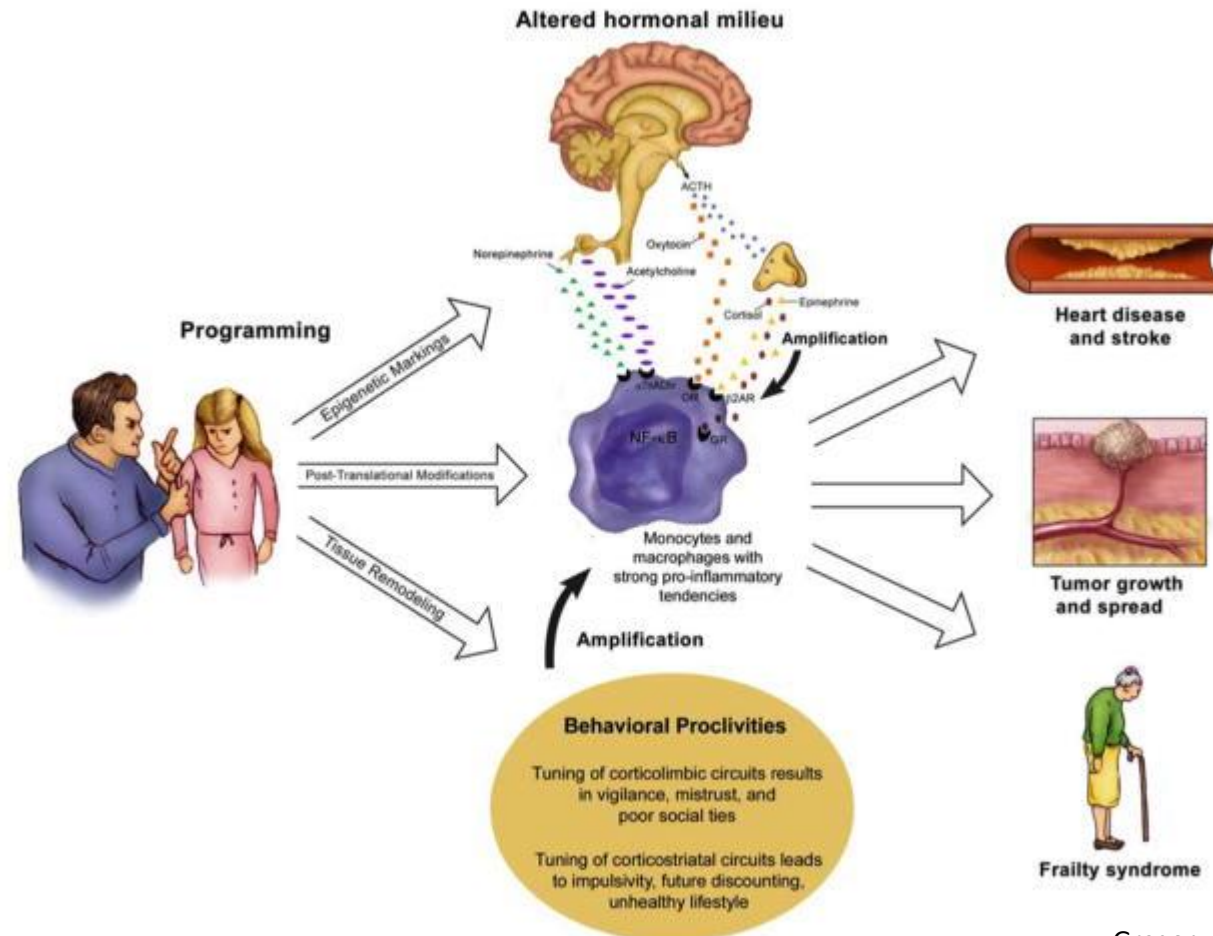 Altered hormonal milieu
ACTH
Oxytocin
Norepinephrine
Acetylcholine
Cortisol
Epinephrine
Amplification
Programming
Epigenetic Markings
Post-Translational Modifications
Tissue Remodeling
OR
β2AR
NF-κB
GR
Monocytes and
macrophages with
strong pro-inflammatory
tendencies
Amplification
Behavioral Proclivities
Tuning of corticolimbic circuits results
in vigilance, mistrust, and
poor social ties
Tuning of corticostriatal circuits leads
to impulsivity, future discounting,
unhealthy lifestyle
Heart disease
and stroke
Tumor growth
and spread
Frailty syndrome